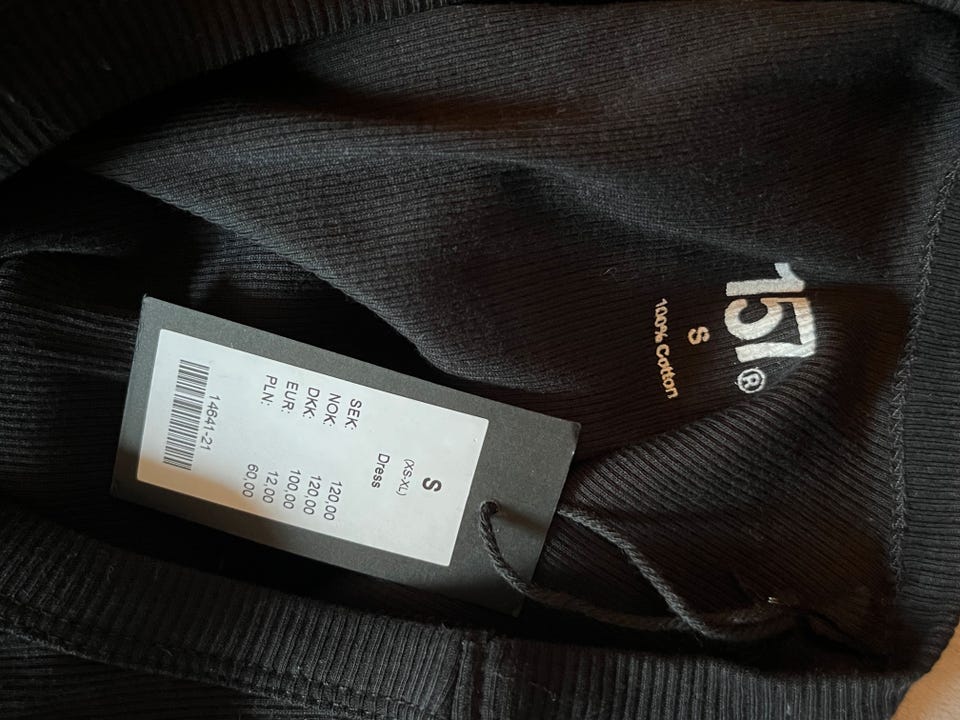 157®
S
100% Cotton
S
(XS-XL)
Dress
SEK: 120,00
NOK: 120,00
DKK: 100,00
EUR: 12,00
PLN: 60,00
14641-21